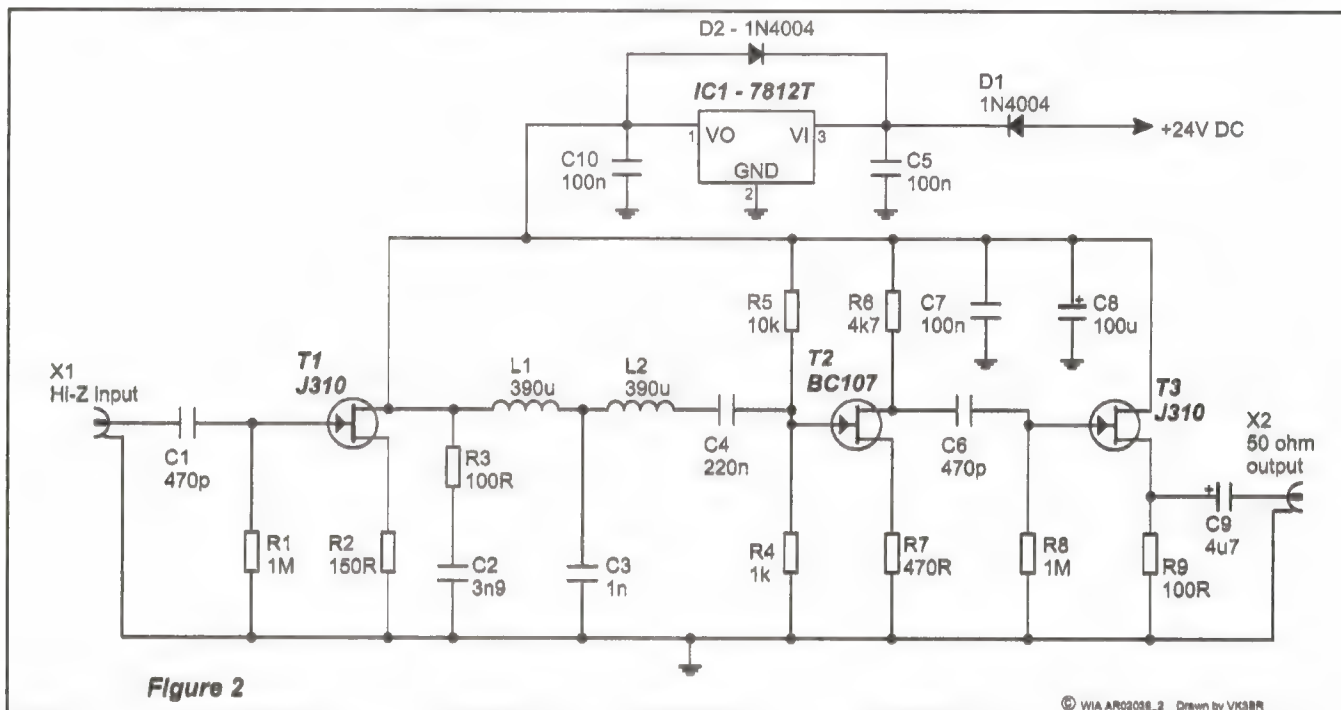 D2 - 1N4004
IC1 - 7812T
D1
1N4004
1
VO
VI
3
+24V DC
C10
100n
GND
2
C5
100n
R5
10k
R6
4k7
C7
100n
+
C8
100u
X1
Hi-Z Input
T1
J310
L1
390u
L2
390u
T2
BC107
T3
J310
X2
50 ohm
output
C1
470p
R3
100R
C4
220n
C6
470p
+
C9
4u7
R1
1M
R2
150R
C2
3n9
C3
1n
R4
1k
R7
470R
R8
1M
R9
100R
Figure 2
© WIA AR02036_2 Drawn by VK3BR